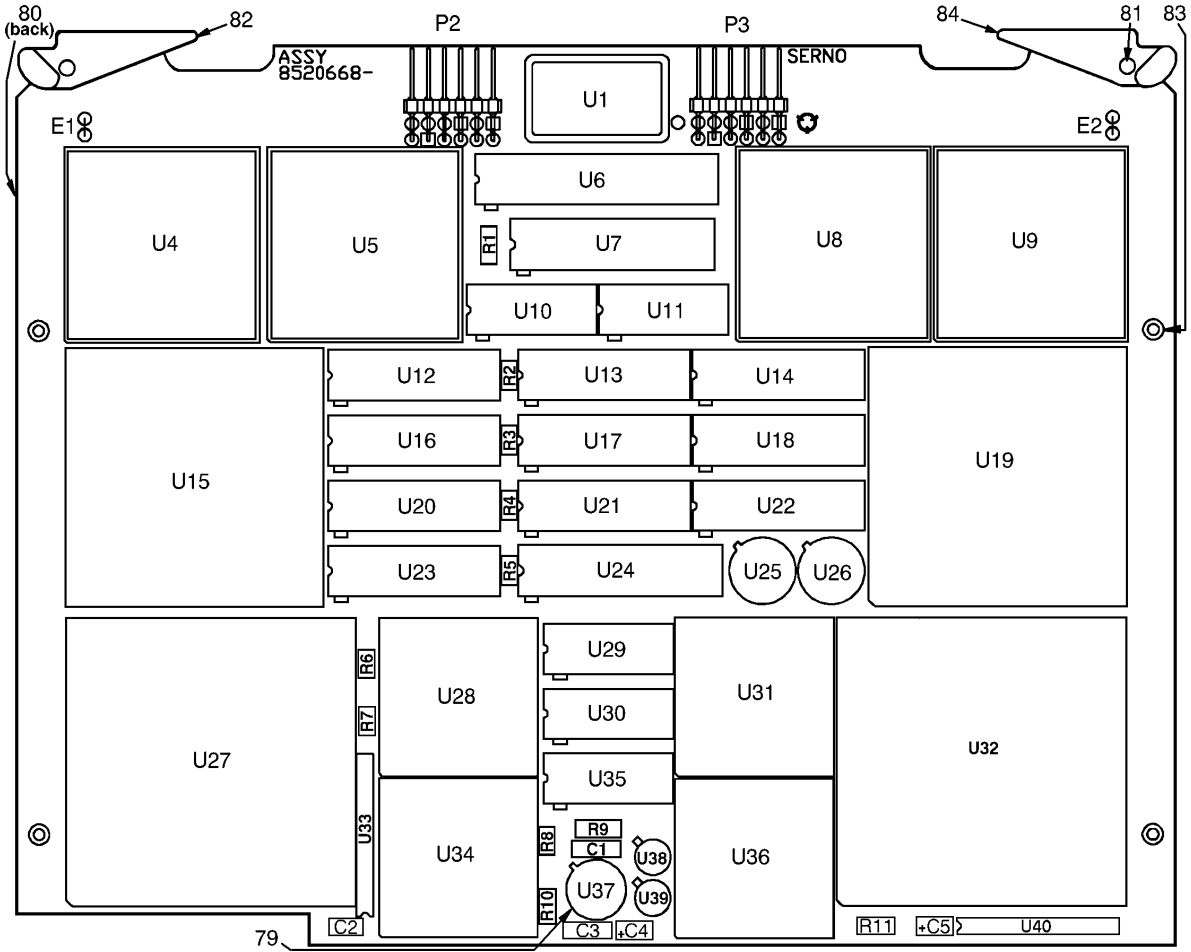 80
(back)
82
P2
P3
84
81
83
ASSY
8520668-
SERNO
U1
E1
E2
U6
U4
U5
R1
U7
U8
U9
U10
U11
U12
R2
U13
U14
U15
U16
R3
U17
U18
U19
U20
R4
U21
U22
U23
R5
U24
U25
U26
R6
U29
U28
U31
R7
U30
U27
U32
U35
U33
R9
R8
C1
U34
U38
U36
U37
U39
R10
C2
C3
+C4
R11
+C5
U40
79